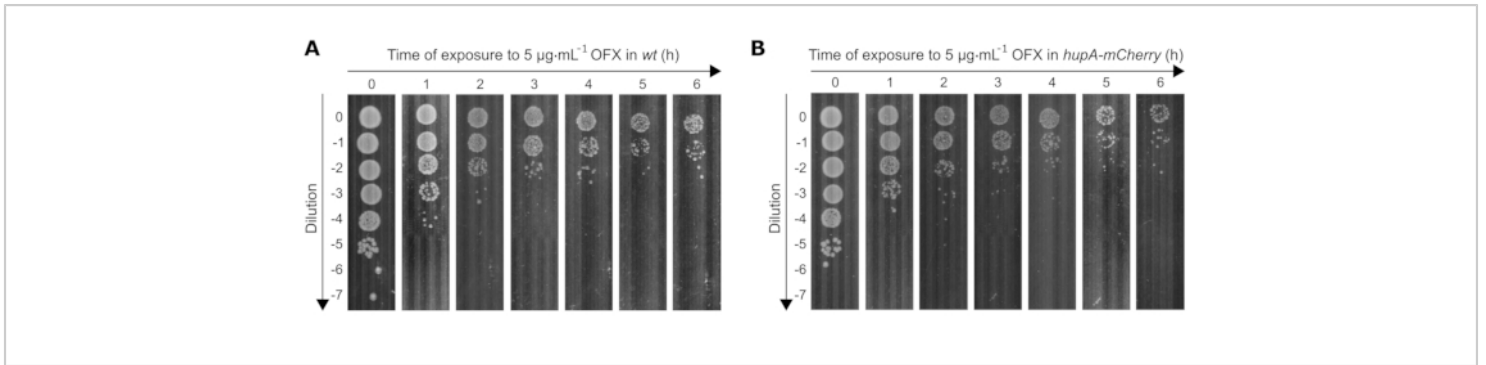 A
Time of exposure to 5 µg·mL⁻¹ OFX in wt (h)
0 1 2 3 4 5 6
Dilution
0
-1
-2
-3
-4
-5
-6
-7
B
Time of exposure to 5 µg·mL⁻¹ OFX in hupA-mCherry (h)
0 1 2 3 4 5 6
Dilution
0
-1
-2
-3
-4
-5
-6
-7